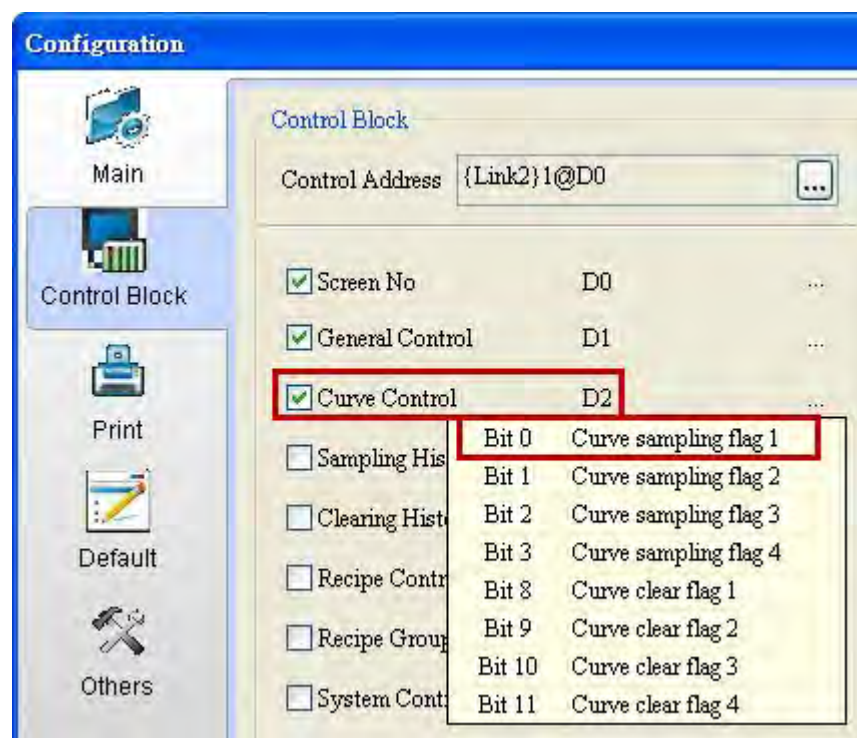 Configuration
Main
Control Block
Print
Default
Others
Control Block
Control Address {Link2}1@D0 ...
Screen No D0 ...
General Control D1 ...
Curve Control D2 ...
Sampling His
Clearing Hist
Recipe Contr
Recipe Group
System Cont
Bit 0 Curve sampling flag 1
Bit 1 Curve sampling flag 2
Bit 2 Curve sampling flag 3
Bit 3 Curve sampling flag 4
Bit 8 Curve clear flag 1
Bit 9 Curve clear flag 2
Bit 10 Curve clear flag 3
Bit 11 Curve clear flag 4